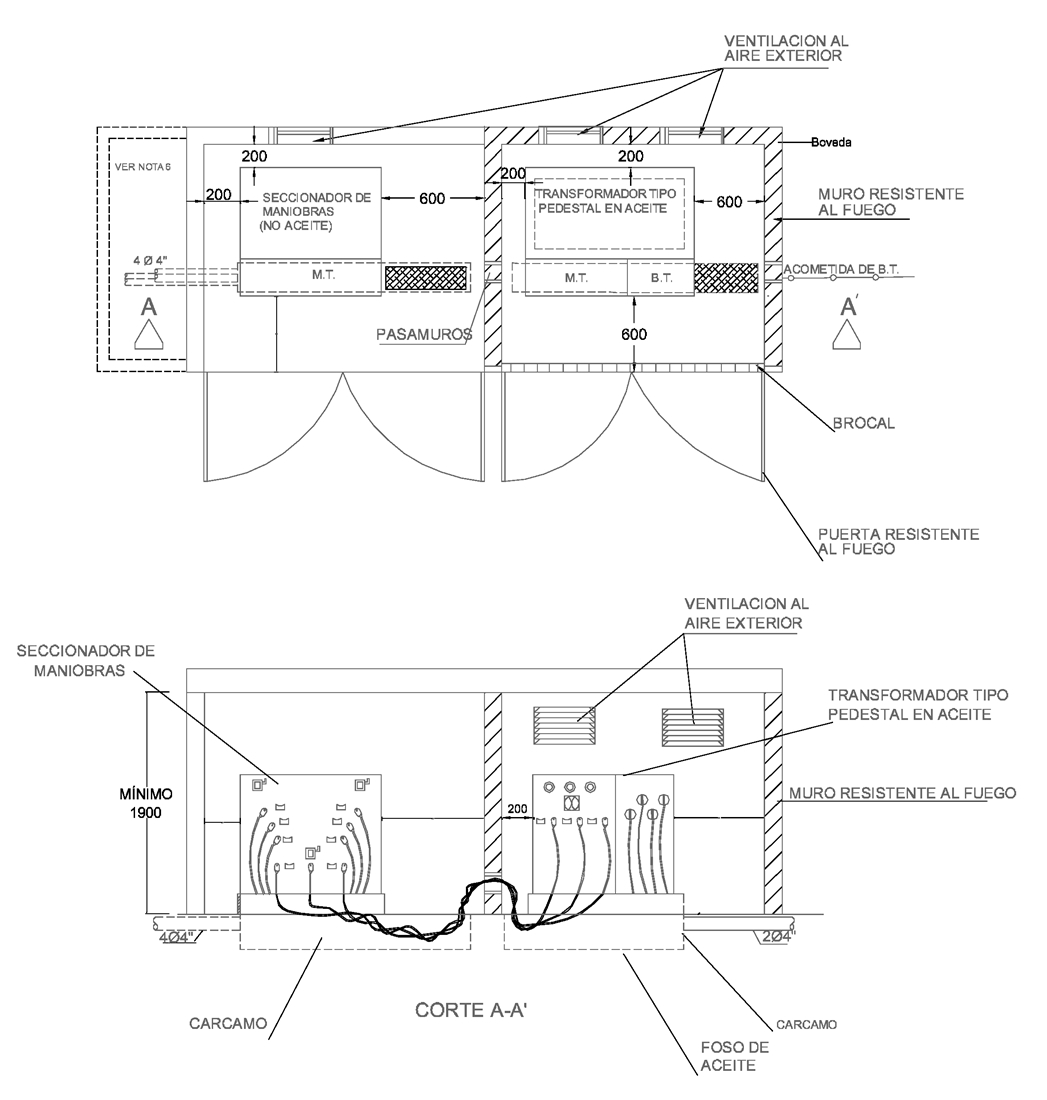 VENTILACION AL
AIRE EXTERIOR
Bovada
200
200
VER NOTA 6
200
200
SECCIONADOR DE
MANIOBRAS
(NO ACEITE)
600
TRANSFORMADOR TIPO
PEDESTAL EN ACEITE
600
MURO RESISTENTE
AL FUEGO
4 Ø 4"
M.T.
M.T.
B.T.
ACOMETIDA DE B.T.
A
A'
PASAMUROS
600
BROCAL
PUERTA RESISTENTE
AL FUEGO
VENTILACION AL
AIRE EXTERIOR
SECCIONADOR DE
MANIOBRAS
TRANSFORMADOR TIPO
PEDESTAL EN ACEITE
MÍNIMO
1900
200
MURO RESISTENTE AL FUEGO
4Ø4"
2Ø4"
CORTE A-A'
CARCAMO
CARCAMO
FOSO DE
ACEITE